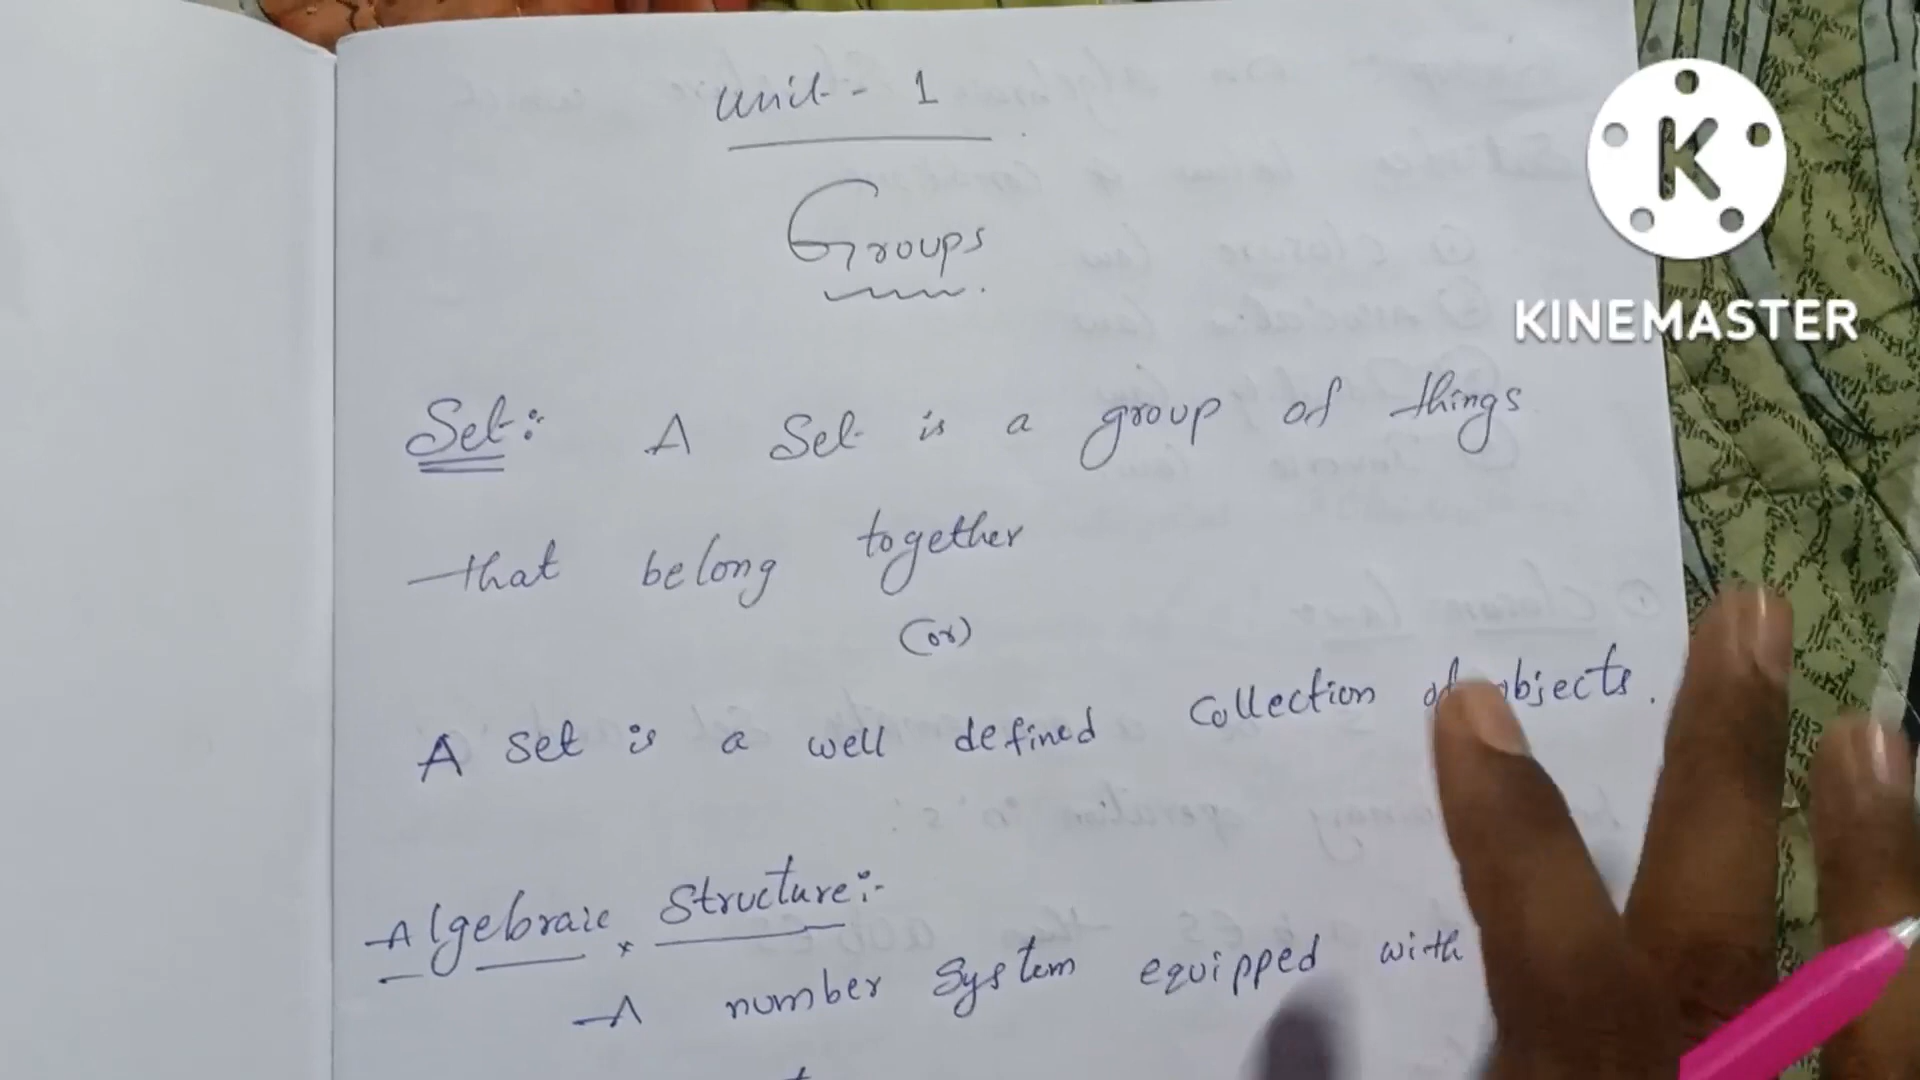 Unit - 1
Groups
Set: A Set is a group of things
that belong together
(or)
A set is a well defined collection of objects.
Algebraic Structure:-
A number System equipped with
KINEMASTER